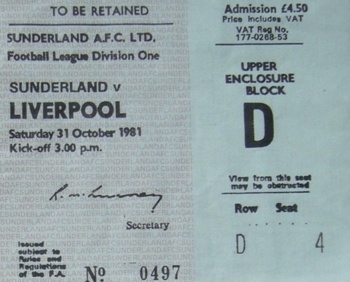 TO BE RETAINED
SUNDERLAND A.F.C. LTD.
Football League Division One
SUNDERLAND v
LIVERPOOL
Saturday 31 October 1981
Kick-off 3.00 p.m.
Secretary
Issued
subject to
Rules and
Regulations
of the F.A.
No 0497
Admission £4.50
Price Includes VAT
VAT Reg No.
177-0268-53
UPPER
ENCLOSURE
BLOCK
D
View from this seat
may be obstructed
Row Seat
D 4